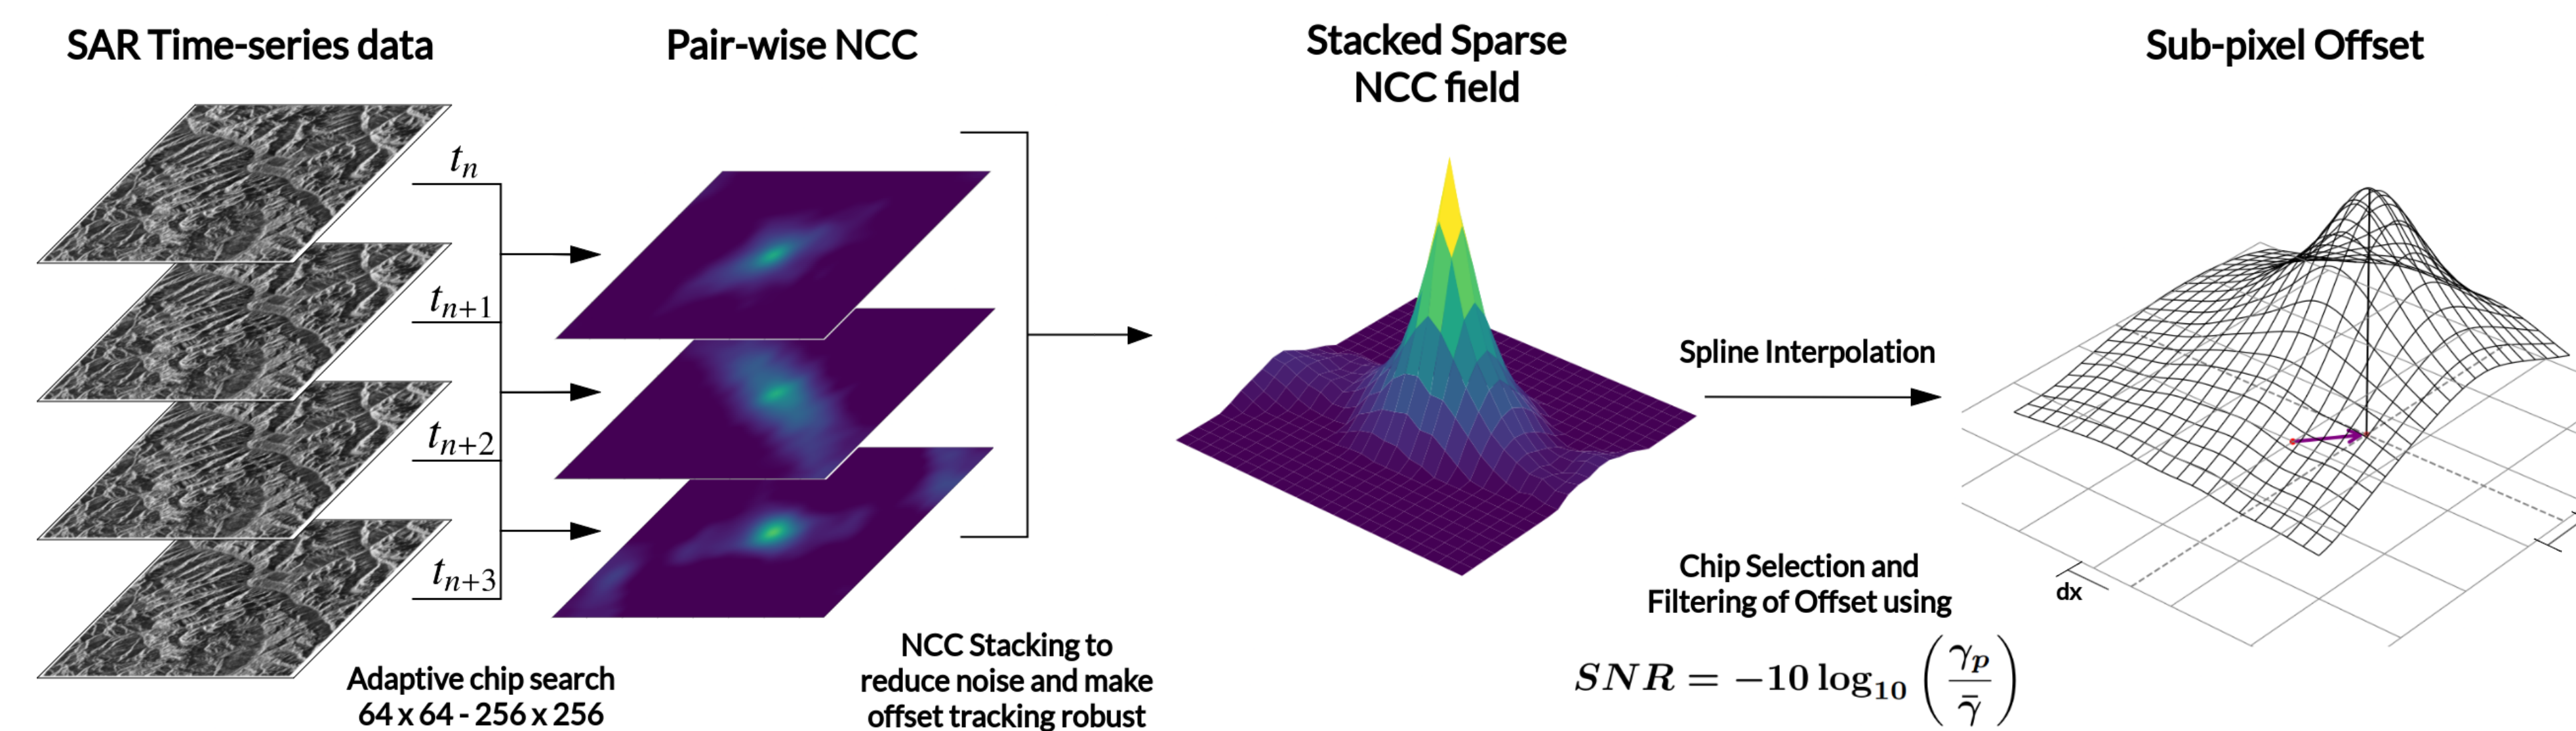 SAR Time-series data
Pair-wise NCC
Stacked Sparse
NCC field
Sub-pixel Offset
t_n
t_{n+1}
t_{n+2}
t_{n+3}
Adaptive chip search
64 x 64 - 256 x 256
NCC Stacking to
reduce noise and make
offset tracking robust
Spline Interpolation
Chip Selection and
Filtering of Offset using
SNR = −10 log₁₀ (γ_p / γ̄)
dx